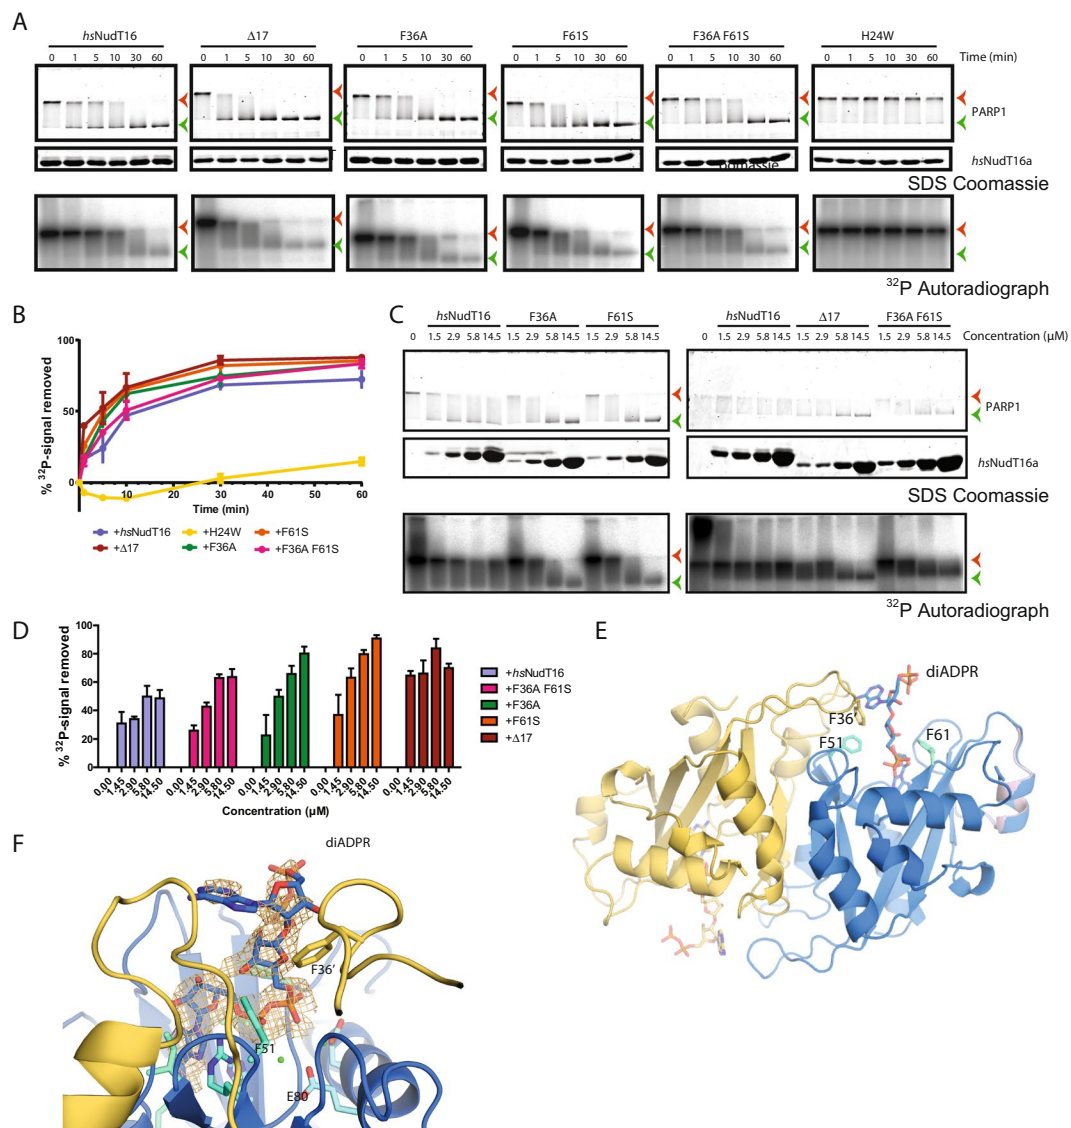 A
hsNudT16 Δ17 F36A F61S F36A F61S H24W
0 1 5 10 30 60 0 1 5 10 30 60 0 1 5 10 30 60 0 1 5 10 30 60 0 1 5 10 30 60 0 1 5 10 30 60 Time (min)
PARP1
hsNudT16a
SDS Coomassie
32P Autoradiograph
B
% 32P-signal removed
100
50
0
10 20 30 40 50 60
Time (min)
+hsNudT16 +H24W +F61S
+Δ17 +F36A +F36A F61S
C
hsNudT16 F36A F61S hsNudT16 Δ17 F36A F61S
0 1.5 2.9 5.8 14.5 1.5 2.9 5.8 14.5 1.5 2.9 5.8 14.5 0 1.5 2.9 5.8 14.5 1.5 2.9 5.8 14.5 1.5 2.9 5.8 14.5 Concentration (µM)
PARP1
hsNudT16a
SDS Coomassie
32P Autoradiograph
D
% 32P-signal removed
100
80
60
40
20
0
0.00 1.45 2.90 5.80 14.50 0.00 1.45 2.90 5.80 14.50 0.00 1.45 2.90 5.80 14.50 0.00 1.45 2.90 5.80 14.50 0.00 1.45 2.90 5.80 14.50
Concentration (µM)
+hsNudT16
+F36A F61S
+F36A
+F61S
+Δ17
E
diADPR
F36'
F51
F61
F
diADPR
F36'
F51
E80